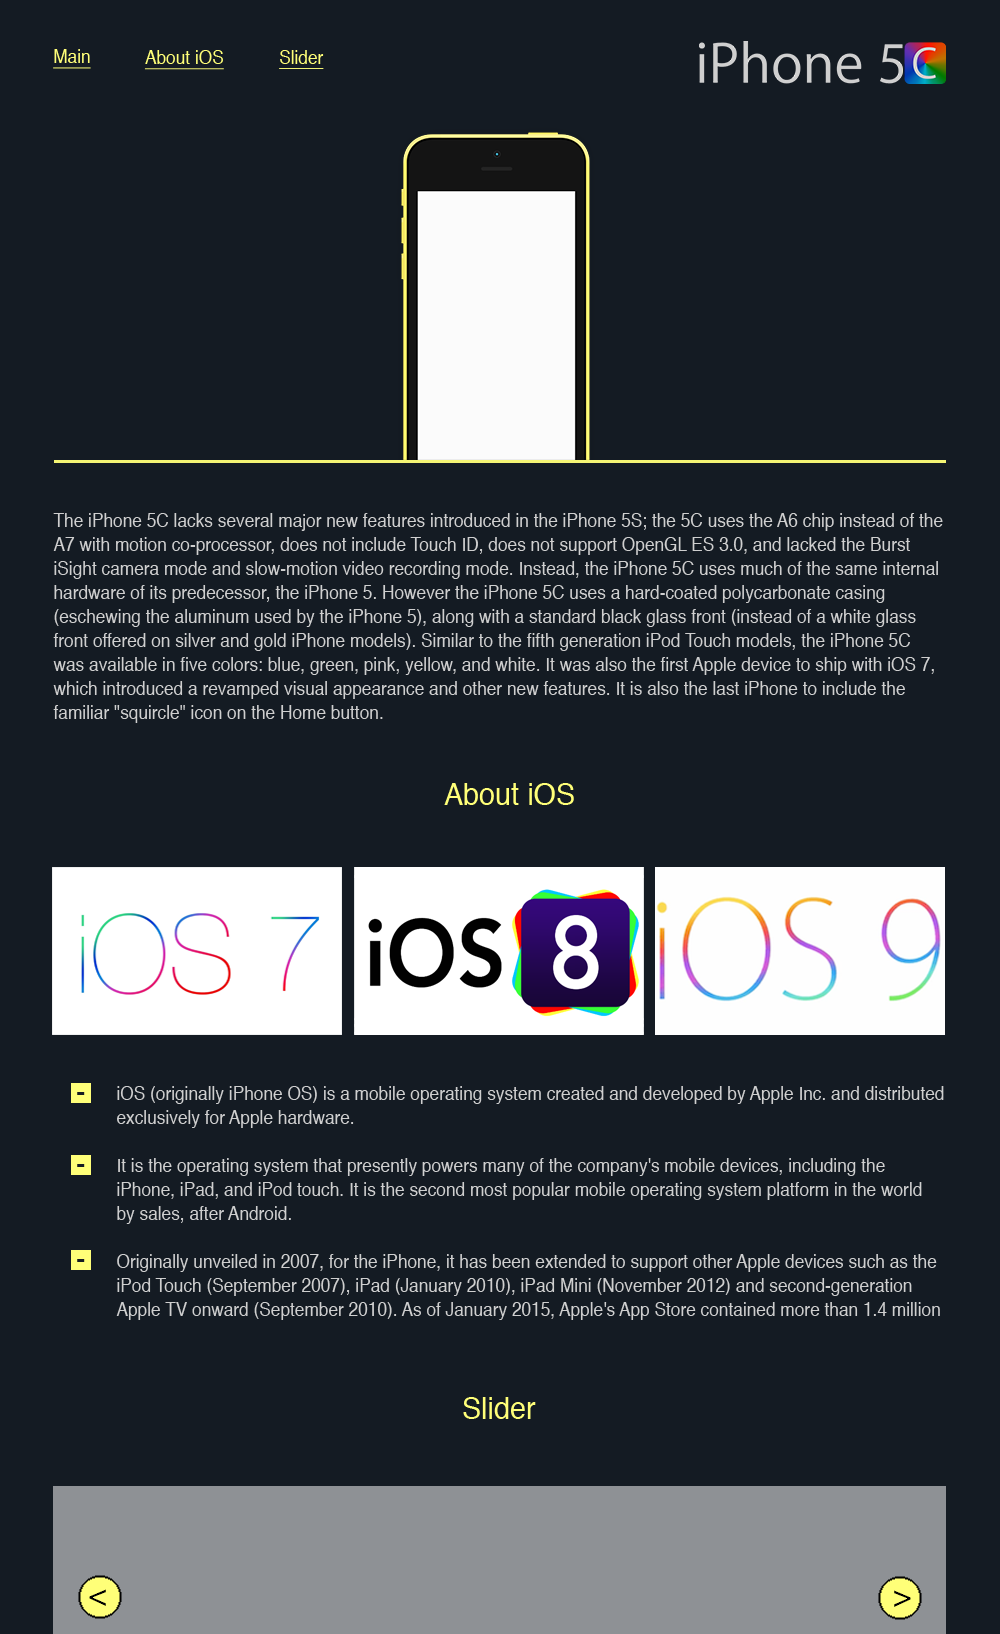 Main About iOS Slider iPhone 5C
The iPhone 5C lacks several major new features introduced in the iPhone 5S; the 5C uses the A6 chip instead of the
A7 with motion co-processor, does not include Touch ID, does not support OpenGL ES 3.0, and lacked the Burst
iSight camera mode and slow-motion video recording mode. Instead, the iPhone 5C uses much of the same internal
hardware of its predecessor, the iPhone 5. However the iPhone 5C uses a hard-coated polycarbonate casing
(eschewing the aluminum used by the iPhone 5), along with a standard black glass front (instead of a white glass
front offered on silver and gold iPhone models). Similar to the fifth generation iPod Touch models, the iPhone 5C
was available in five colors: blue, green, pink, yellow, and white. It was also the first Apple device to ship with iOS 7,
which introduced a revamped visual appearance and other new features. It is also the last iPhone to include the
familiar "squircle" icon on the Home button.
About iOS
iOS 7 iOS 8 iOS 9
- iOS (originally iPhone OS) is a mobile operating system created and developed by Apple Inc. and distributed
exclusively for Apple hardware.
- It is the operating system that presently powers many of the company's mobile devices, including the
iPhone, iPad, and iPod touch. It is the second most popular mobile operating system platform in the world
by sales, after Android.
- Originally unveiled in 2007, for the iPhone, it has been extended to support other Apple devices such as the
iPod Touch (September 2007), iPad (January 2010), iPad Mini (November 2012) and second-generation
Apple TV onward (September 2010). As of January 2015, Apple's App Store contained more than 1.4 million
Slider
< >